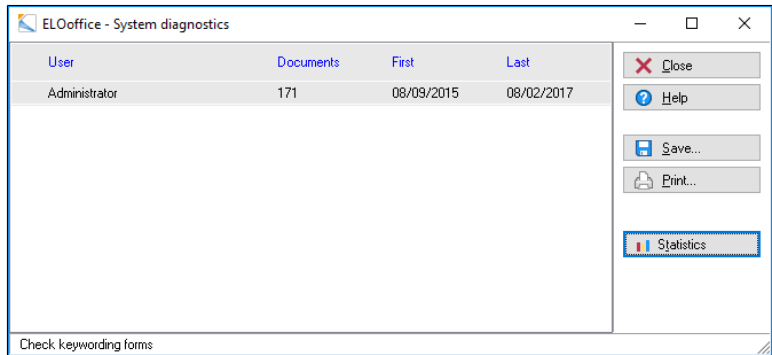 ELOoffice - System diagnostics
User Documents First Last
Administrator 171 08/09/2015 08/02/2017
Close
Help
Save...
Print...
Statistics
Check keywording forms